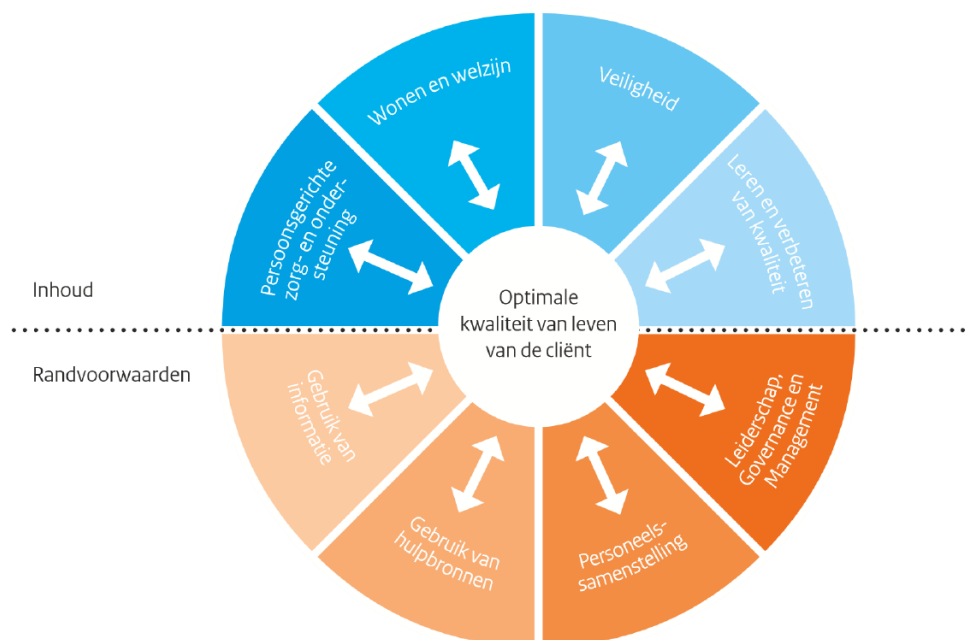 Wonen en welzijn
Veiligheid
Persoonsgerichte
zorg- en onder-
steuning
Leren en verbeteren
van kwaliteit
Inhoud
Optimale
kwaliteit van leven
van de cliënt
Randvoorwaarden
Gebruik van
informatie
Leiderschap,
Governance en
Management
Gebruik van
hulpbronnen
Personeels-
samenstelling